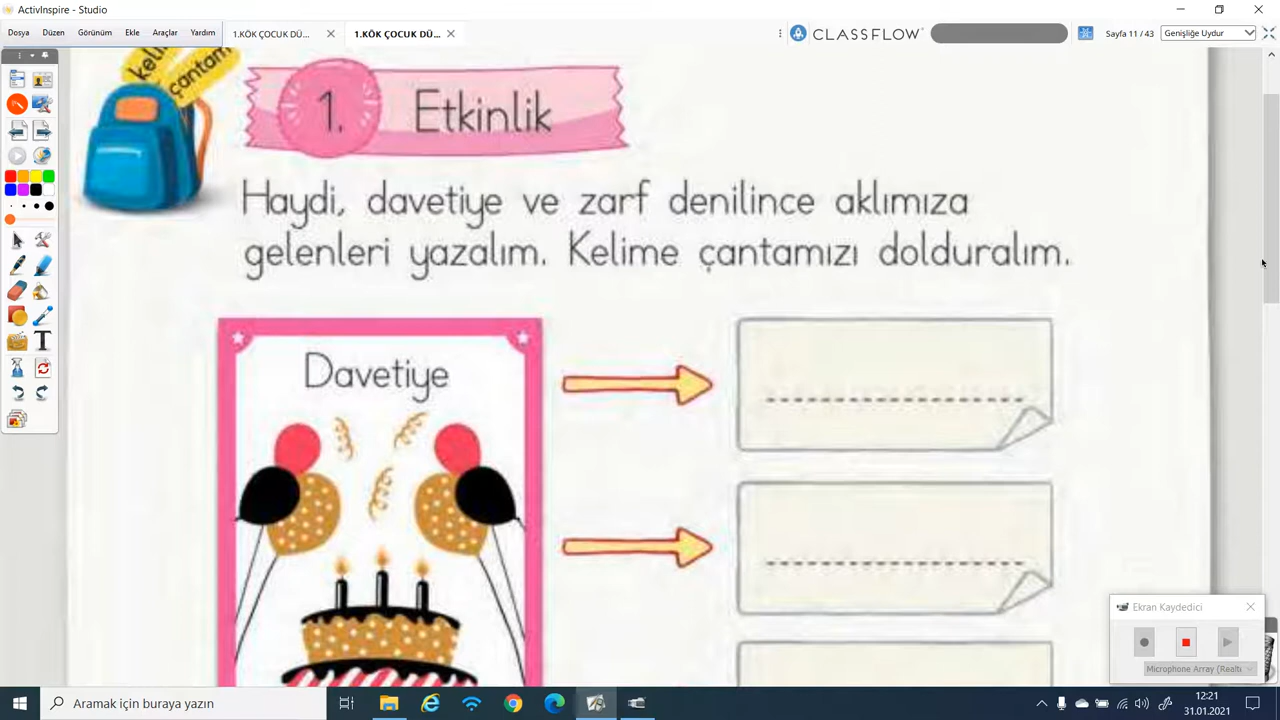 ActivInspire - Studio
Dosya Düzen Görünüm Ekle Araçlar Yardım
1.KÖK ÇOCUK DÜ...
1.KÖK ÇOCUK DÜ...
CLASSFLOW
Sayfa 11 / 43
Genişliğe Uydur
çantam
1. Etkinlik
Haydi, davetiye ve zarf denilince aklımıza
gelenleri yazalım. Kelime çantamızı dolduralım.
Davetiye
Ekran Kaydedici
Microphone Array (Realt
Aramak için buraya yazın
12:21
31.01.2021